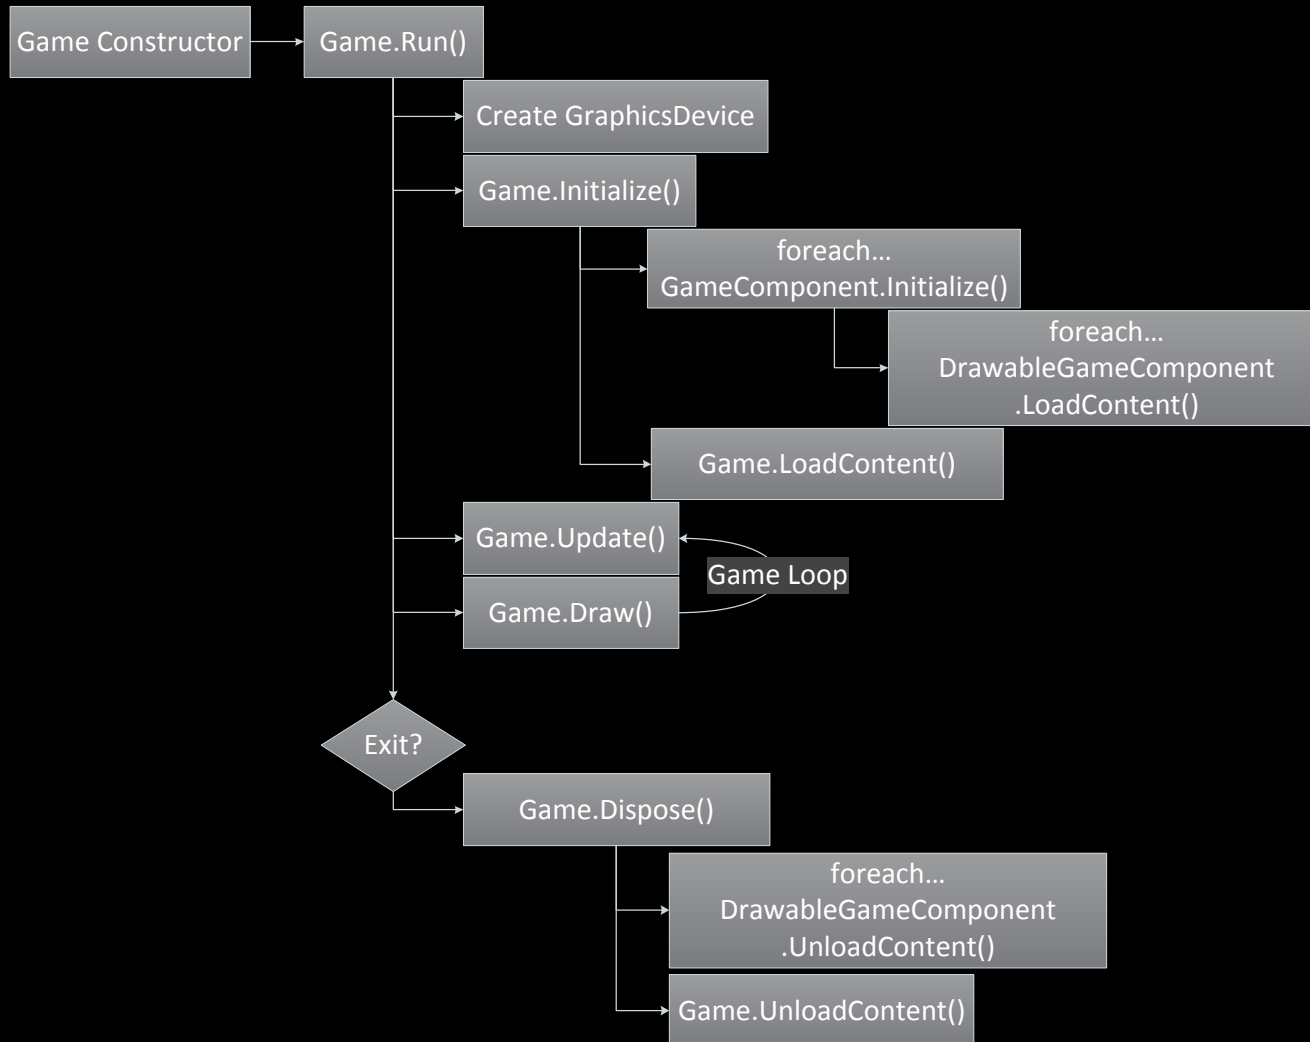 Game Constructor
Game.Run()
Create GraphicsDevice
Game.Initialize()
foreach...
GameComponent.Initialize()
foreach...
DrawableGameComponent
.LoadContent()
Game.LoadContent()
Game.Update()
Game Loop
Game.Draw()
Exit?
Game.Dispose()
foreach...
DrawableGameComponent
.UnloadContent()
Game.UnloadContent()